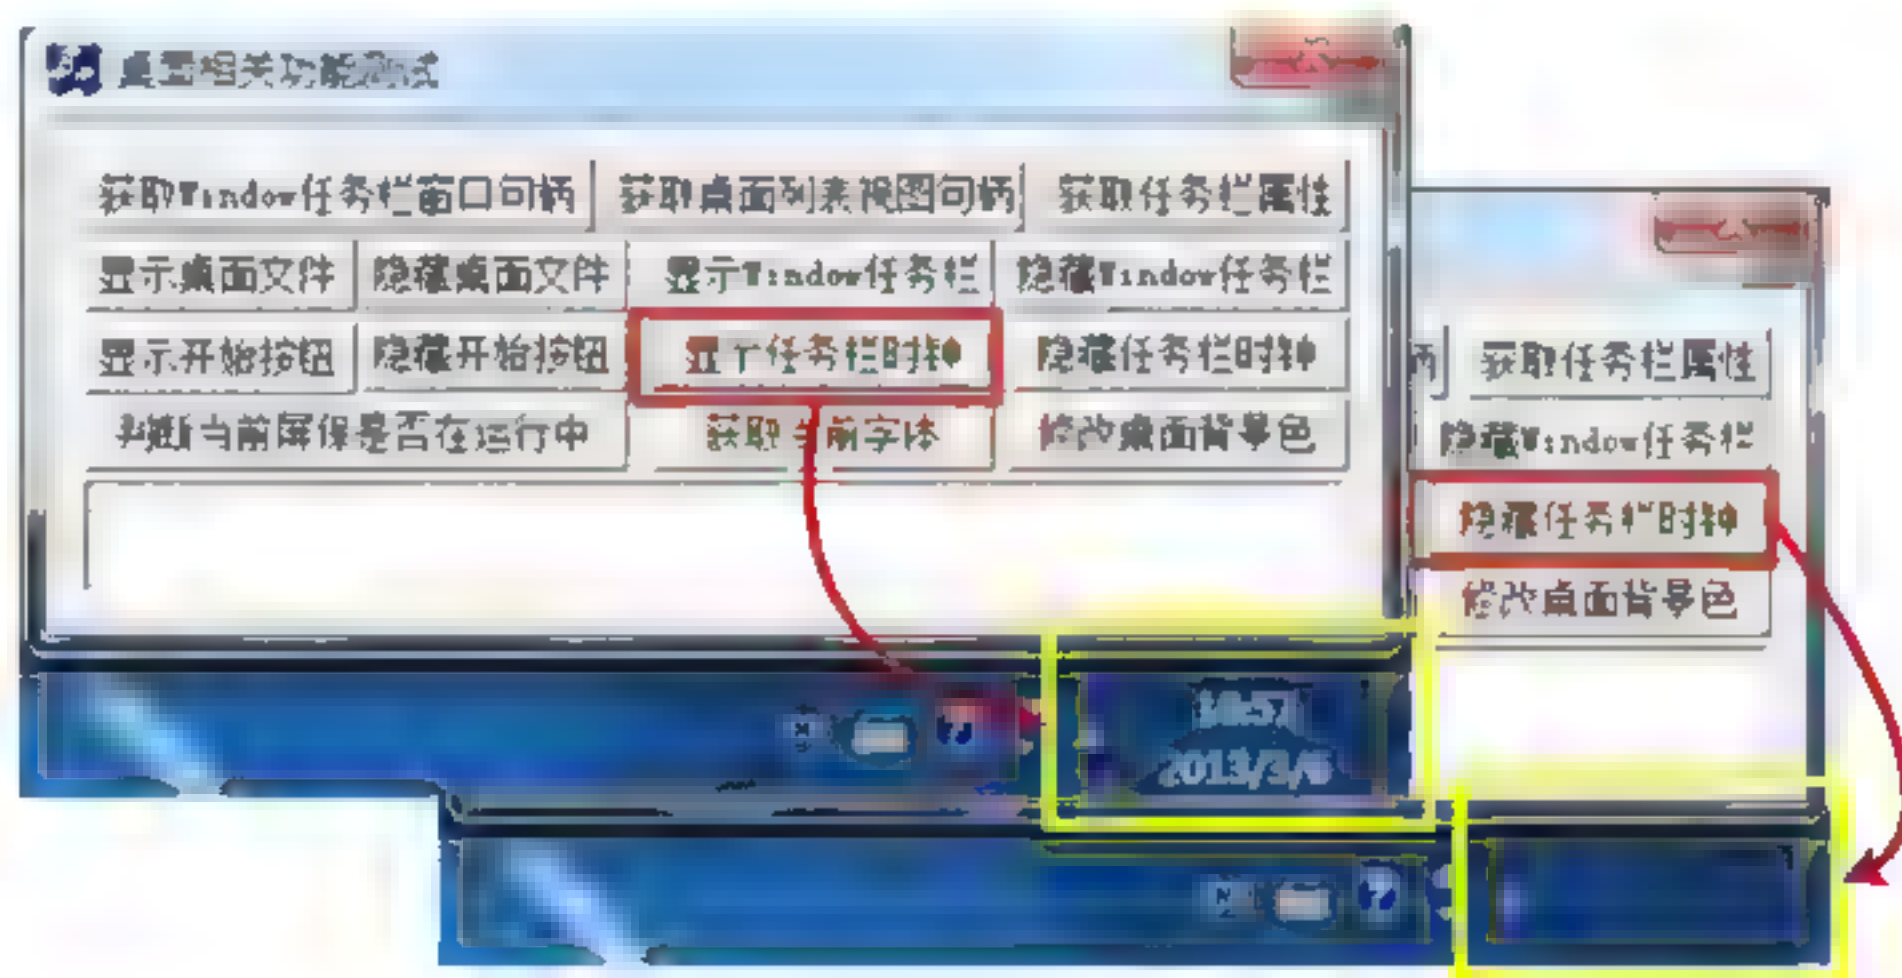 桌面相关功能测试
获取Window任务栏窗口句柄 获取桌面列表视图句柄 获取任务栏属性
显示桌面文件 隐藏桌面文件 显示Window任务栏 隐藏Window任务栏
显示开始按钮 隐藏开始按钮 显示任务栏时钟 隐藏任务栏时钟
判断当前屏保是否在运行中 获取当前字体 修改桌面背景色
柄 获取任务栏属性
隐藏Window任务栏
隐藏任务栏时钟
修改桌面背景色
2013/3/6